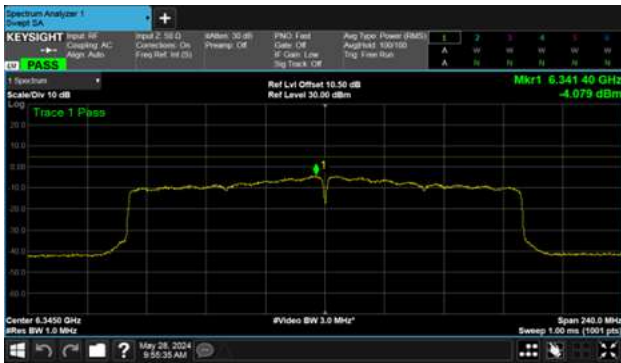 Spectrum Analyzer 1
Swept SA
+
KEYSIGHT Input: RF Input Z: 50 Ω #Atten: 30 dB PNO: Fast Avg Type: Power (RMS) 1 2 3 4 5 6
Coupling: AC Corrections: On Preamp: Off Gate: Off Avg|Hold: 100/100 A W W W W W
Align: Auto Freq Ref: Int (S) IF Gain: Low Trig: Free Run
LXI PASS Sig Track: Off A N N N N N
1 Spectrum Ref Lvl Offset 10.50 dB Mkr1 6.341 40 GHz
Scale/Div 10 dB Ref Level 30.00 dBm -4.079 dBm
Log Trace 1 Pass
20.0
10.0
0.00
1
-10.0
-20.0
-30.0
-40.0
-50.0
-60.0
Center 6.3450 GHz #Video BW 3.0 MHz* Span 240.0 MHz
#Res BW 1.0 MHz Sweep 1.00 ms (1001 pts)
? May 28, 2024
9:55:35 AM